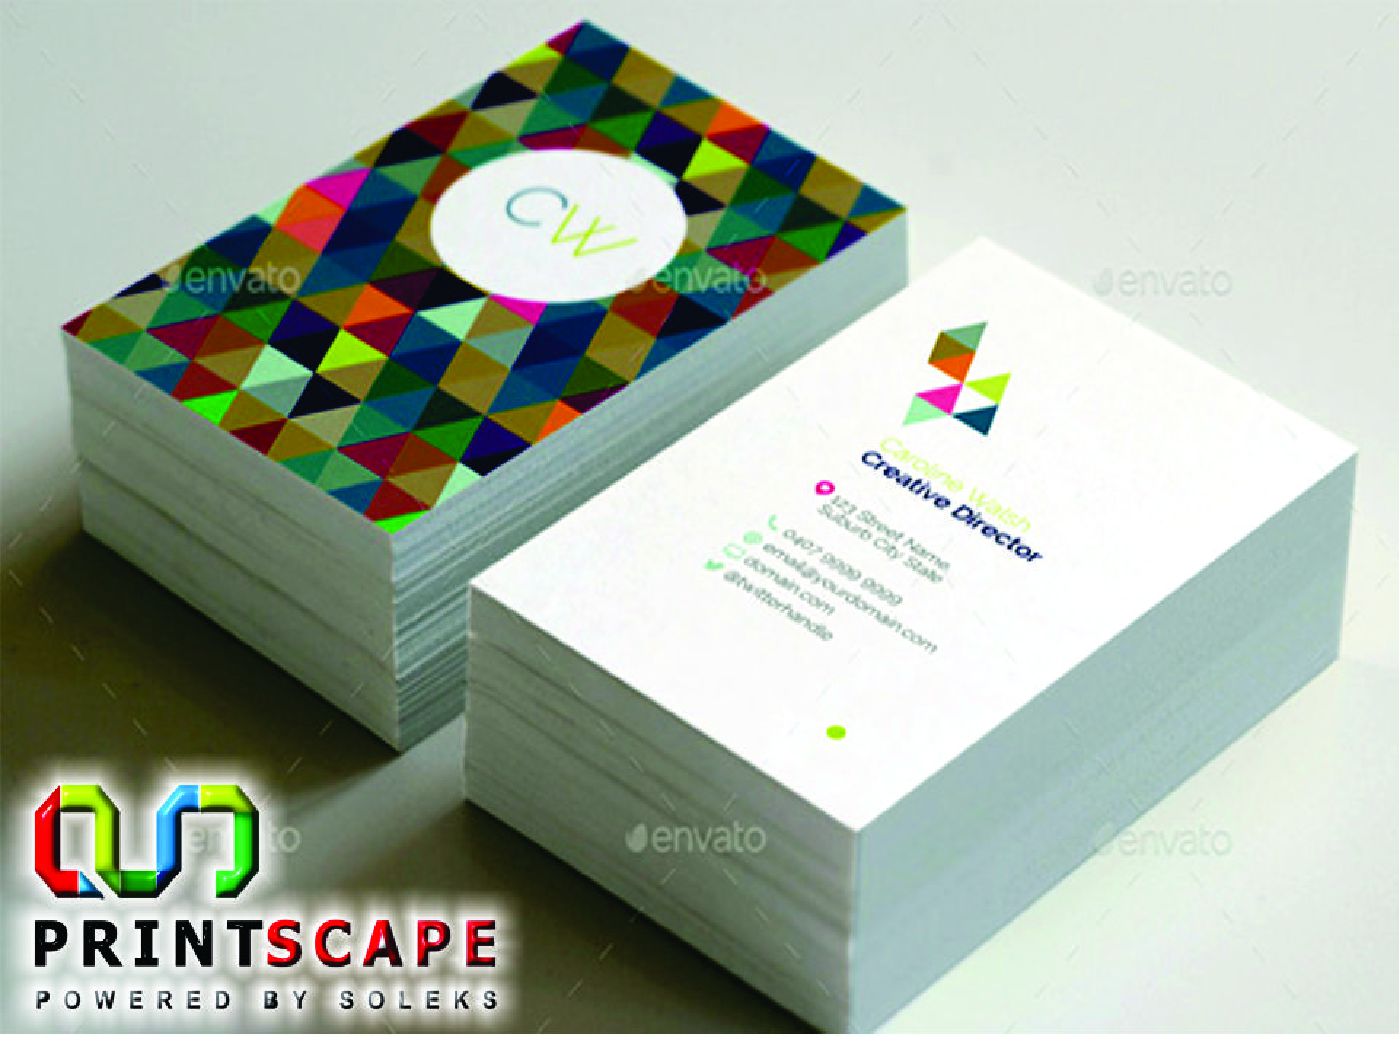 CW
envato
envato
envato
Caroline Walsh
Creative Director
123 Street Name
Suburb City State
0407 9999 9999
email@yourdomain.com
domain.com
@twitterhandle
envato
envato
envato
PRINTSCAPE
POWERED BY SOLEKS